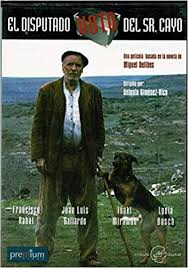 EL DISPUTADO VOTO DEL SR. CAYO
Una película basada en la novela de
Miguel Delibes
Dirigida por
Antonio Giménez-Rico
Francisco Rabal
Juan Luis Galiardo
Iñaki Miramón
Lydia Bosch
premium